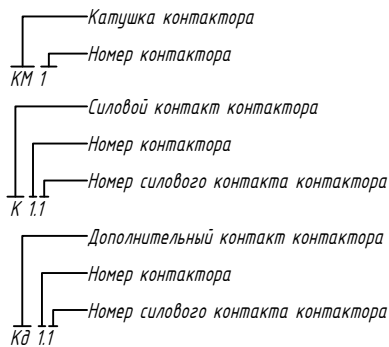 Катушка контактора
Номер контактора
КМ 1
Силовой контакт контактора
Номер контактора
Номер силового контакта контактора
К 1.1
Дополнительный контакт контактора
Номер контактора
Номер силового контакта контактора
Кд 1.1